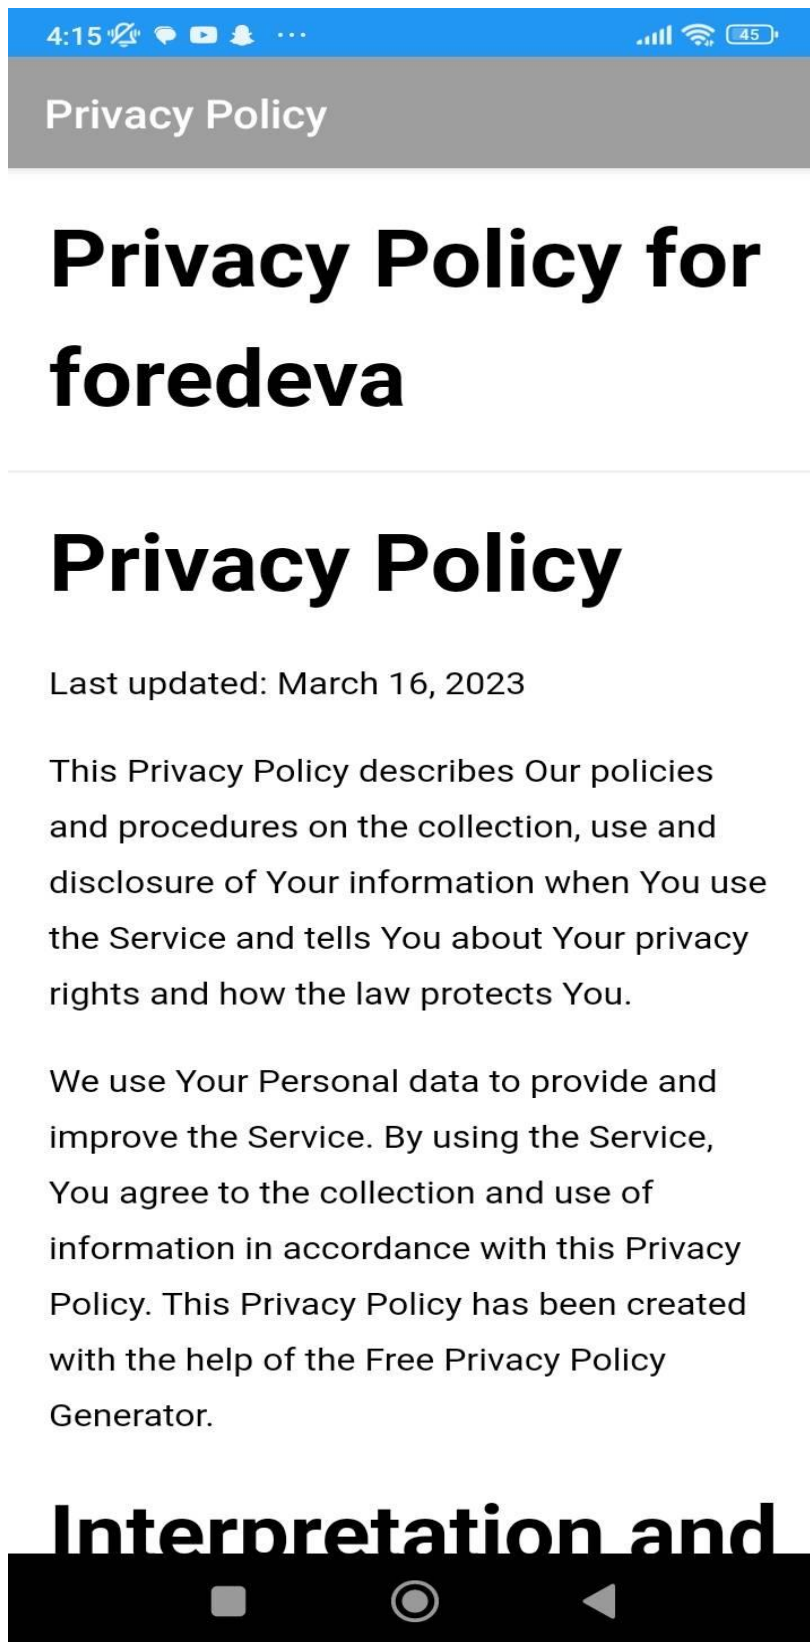 4:15
45
Privacy Policy
Privacy Policy for
foredeva
Privacy Policy
Last updated: March 16, 2023
This Privacy Policy describes Our policies
and procedures on the collection, use and
disclosure of Your information when You use
the Service and tells You about Your privacy
rights and how the law protects You.
We use Your Personal data to provide and
improve the Service. By using the Service,
You agree to the collection and use of
information in accordance with this Privacy
Policy. This Privacy Policy has been created
with the help of the Free Privacy Policy
Generator.
Interpretation and